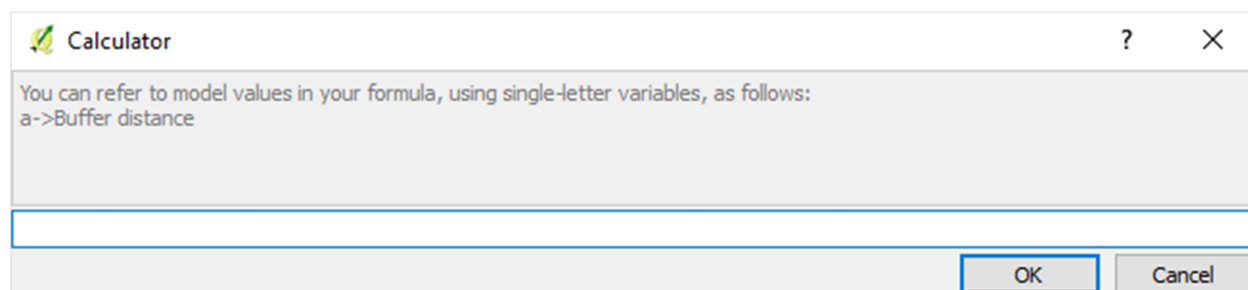 Calculator
?
You can refer to model values in your formula, using single-letter variables, as follows:
a->Buffer distance
OK
Cancel